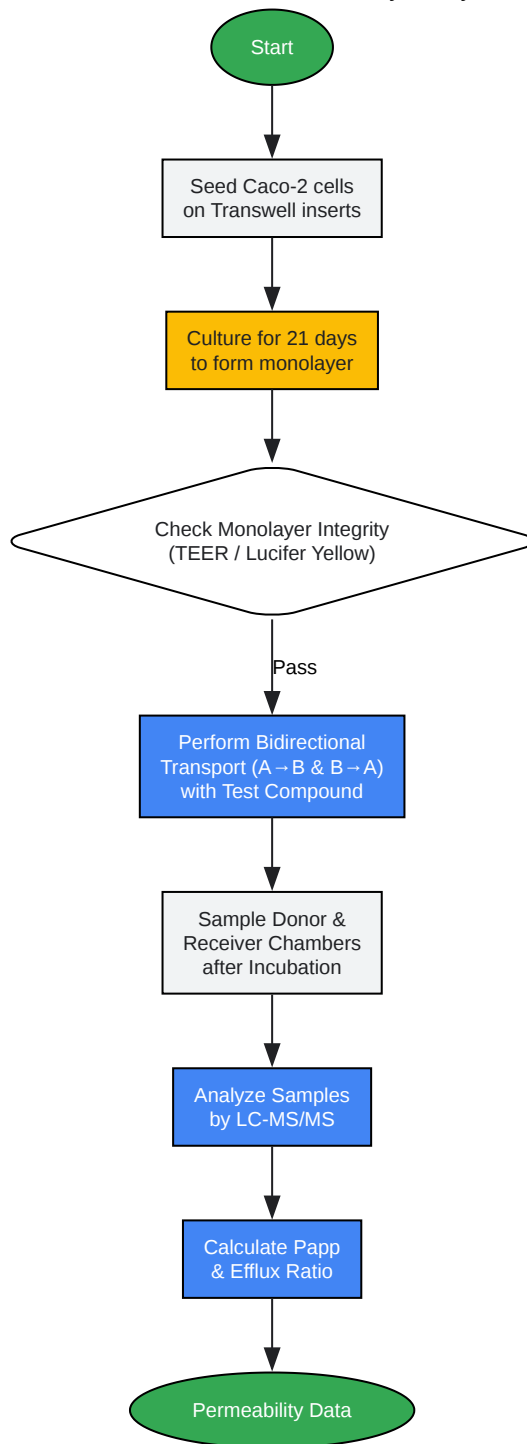 Start
Seed Caco-2 cells
on Transwell inserts
Culture for 21 days
to form monolayer
Check Monolayer Integrity
(TEER / Lucifer Yellow)
Pass
Perform Bidirectional
Transport (A→B & B→A)
with Test Compound
Sample Donor &
Receiver Chambers
after Incubation
Analyze Samples
by LC-MS/MS
Calculate Papp
& Efflux Ratio
Permeability Data